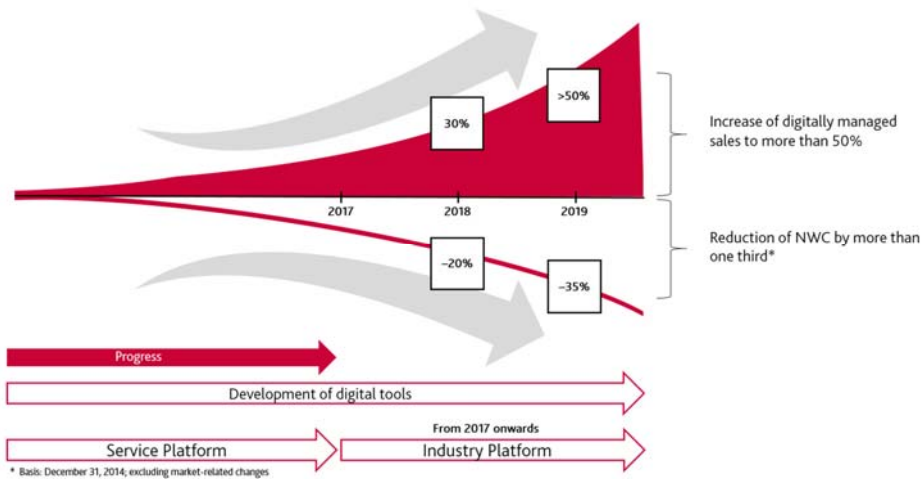 >50%
30%
Increase of digitally managed
sales to more than 50%
2017
2018
2019
Reduction of NWC by more than
one third*
–20%
–35%
Progress
Development of digital tools
From 2017 onwards
Service Platform
Industry Platform
* Basis: December 31, 2014; excluding market-related changes